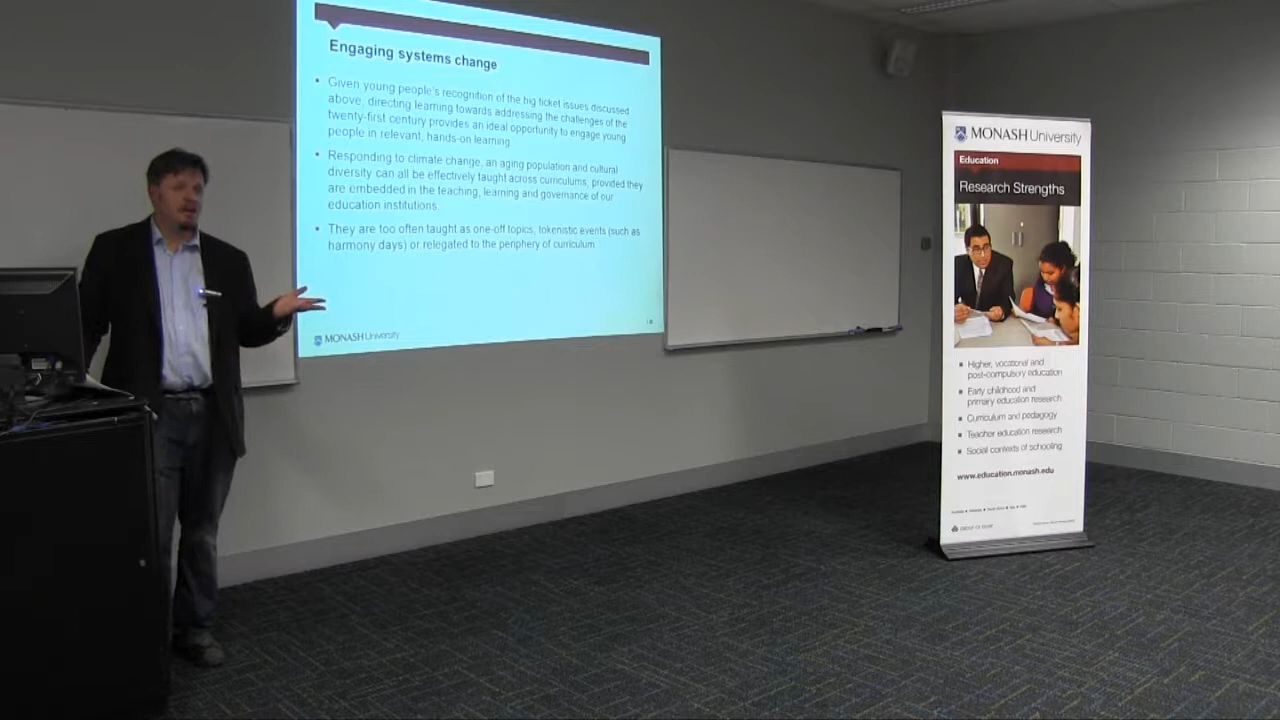 Engaging systems change
Given young people's recognition of the big ticket issues discussed
above, directing learning towards addressing the challenges of the
twenty-first century provides an ideal opportunity to engage young
people in relevant, hands-on learning.
Responding to climate change, an aging population and cultural
diversity can all be effectively taught across curriculums, provided they
are embedded in the teaching, learning and governance of our
education institutions.
They are too often taught as one-off topics, tokenistic events (such as
harmony days) or relegated to the periphery of curriculum
MONASH University
MONASH University
Education
Research Strengths
Higher, vocational and
post-compulsory education
Early childhood and
primary education research
Curriculum and pedagogy
Teacher education research
Social contexts of schooling
www.education.monash.edu